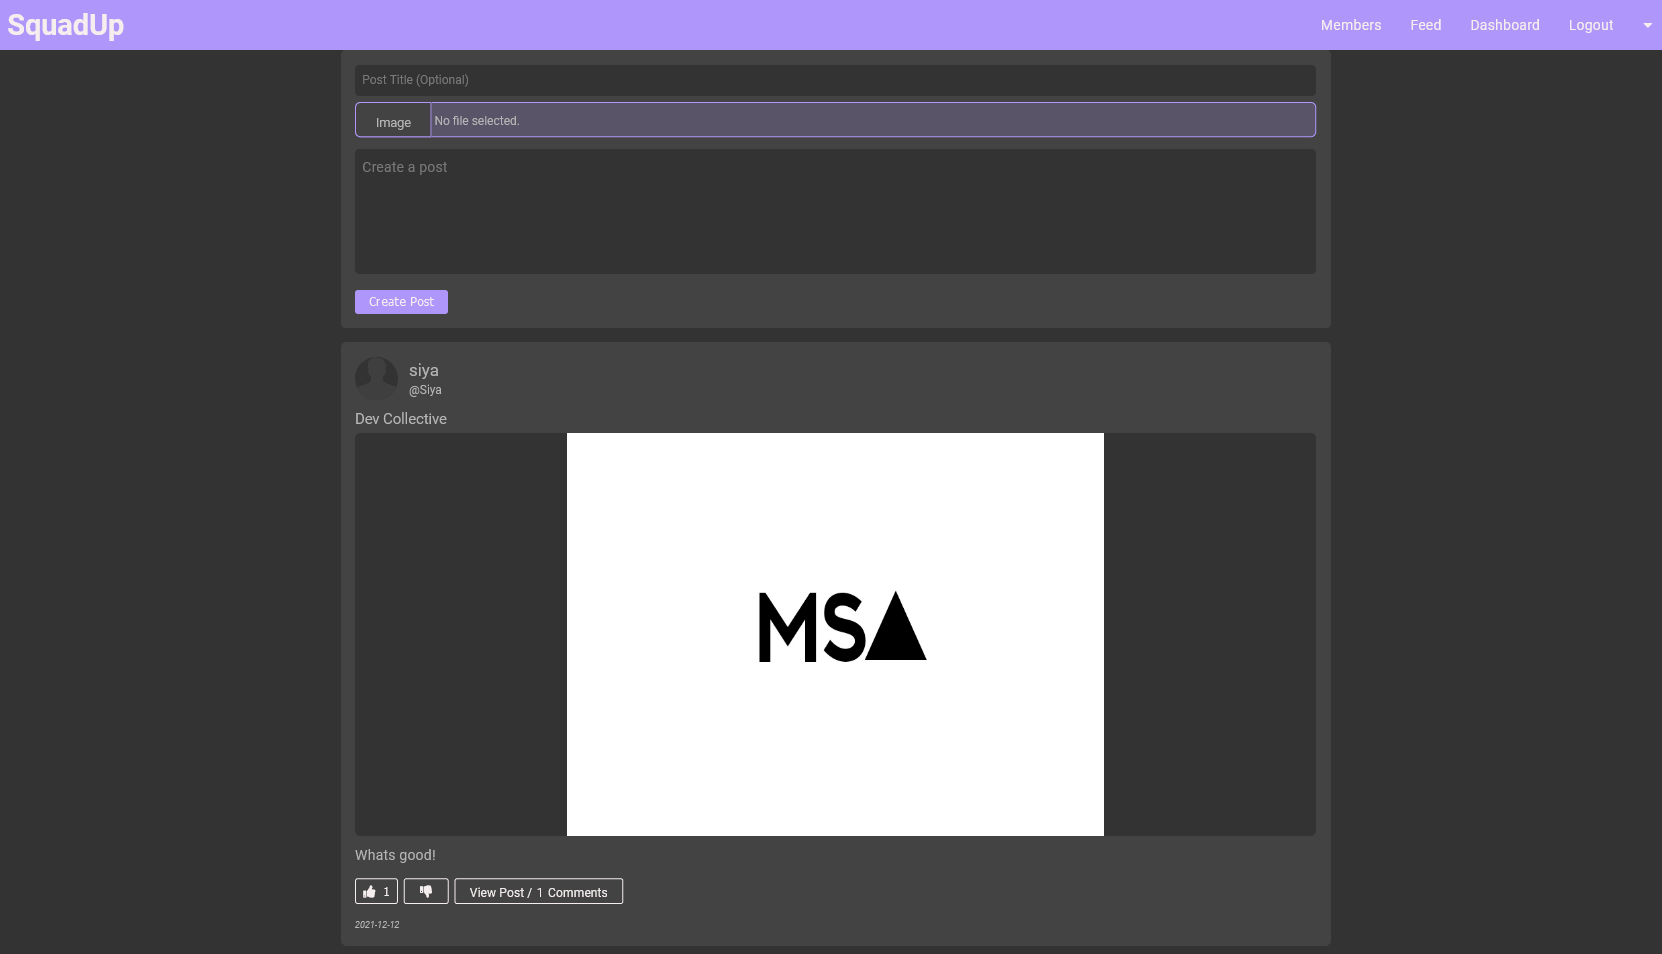 SquadUp
Members Feed Dashboard Logout
Post Title (Optional)
Image No file selected.
Create a post
Create Post
siya
@Siya
Dev Collective
MS
Whats good!
1 View Post / 1 Comments
2021-12-12